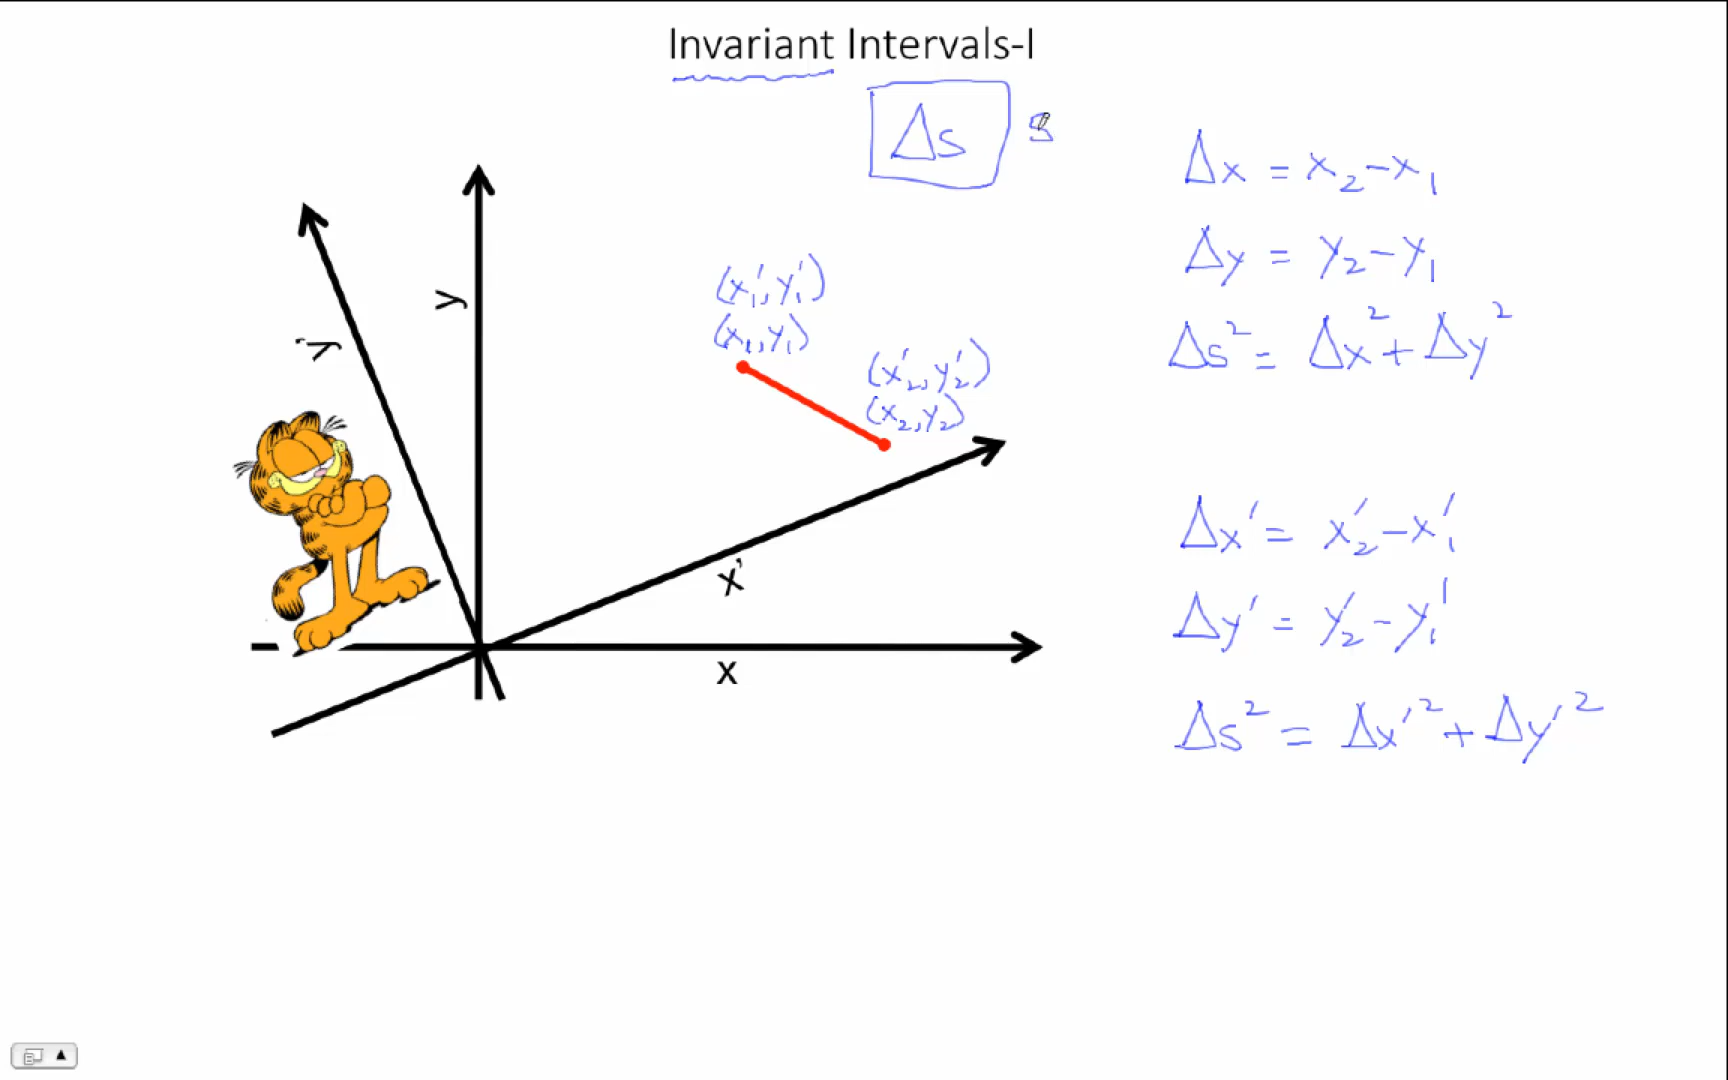 Invariant Intervals-I
Δs s
Δx = x₂-x₁
Δy = y₂-y₁
Δs² = Δx² + Δy²
y
y'
(x₁', y₁')
(x₁, y₁)
(x₂', y₂')
(x₂, y₂)
x'
x
Δx' = x₂'-x₁'
Δy' = y₂'-y₁'
Δs² = Δx'² + Δy'²